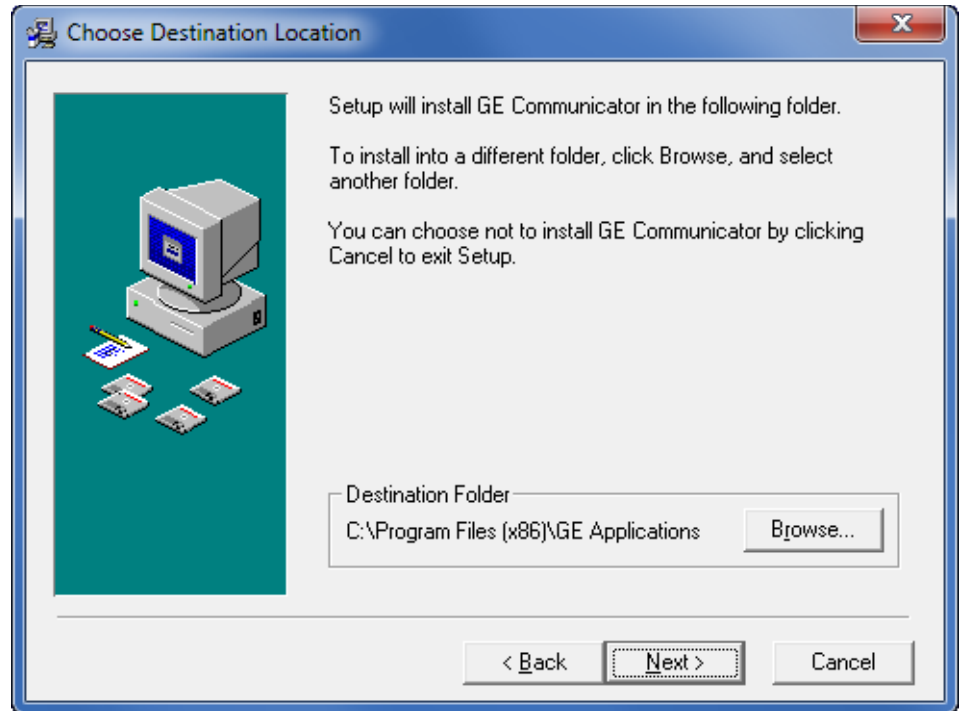 Choose Destination Location
Setup will install GE Communicator in the following folder.
To install into a different folder, click Browse, and select
another folder.
You can choose not to install GE Communicator by clicking
Cancel to exit Setup.
Destination Folder
C:\Program Files (x86)\GE Applications
Browse...
< Back
Next >
Cancel